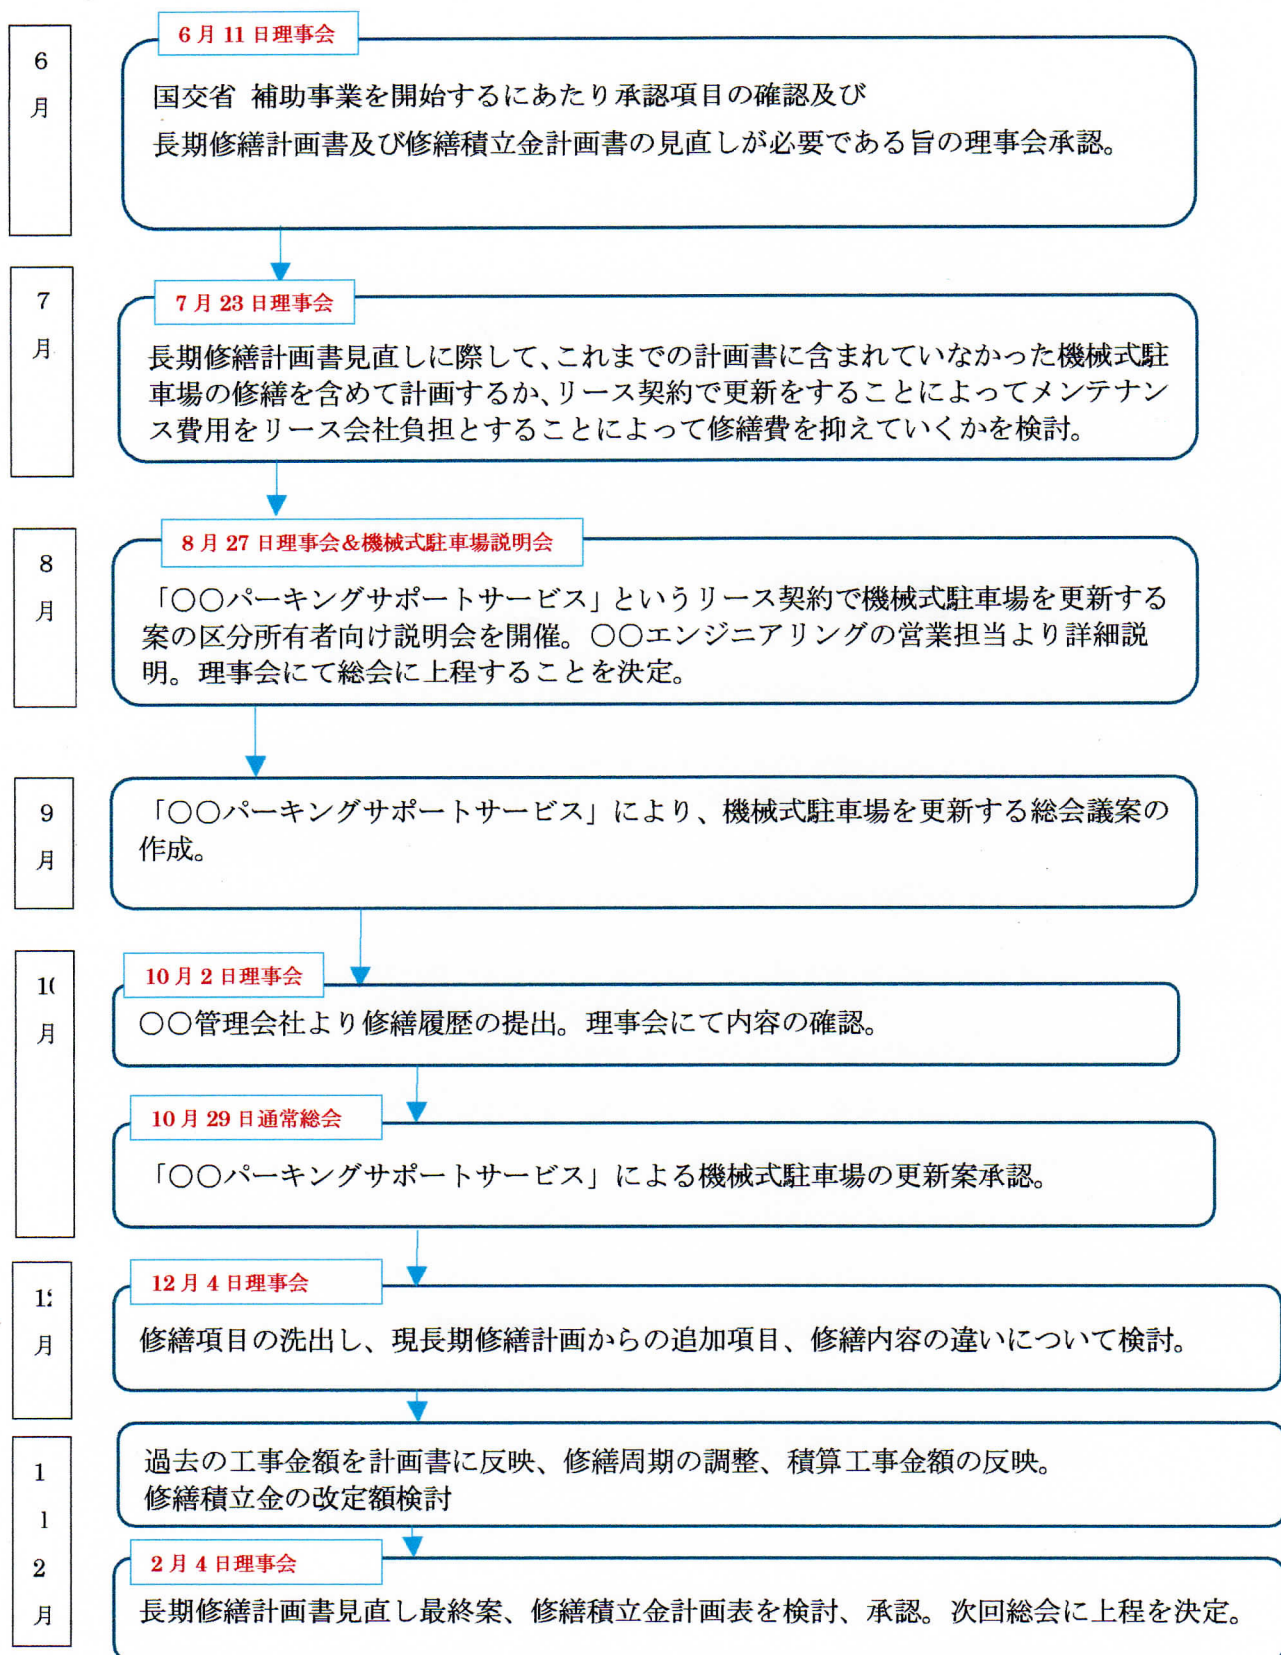 6
月
6月11日理事会
国交省 補助事業を開始するにあたり承認項目の確認及び
長期修繕計画書及び修繕積立金計画書の見直しが必要である旨の理事会承認。
7
月
7月23日理事会
長期修繕計画書見直しに際して、これまでの計画書に含まれていなかった機械式駐
車場の修繕を含めて計画するか、リース契約で更新をすることによってメンテナン
ス費用をリース会社負担とすることによって修繕費を抑えていくかを検討。
8
月
8月27日理事会&機械式駐車場説明会
「〇〇パーキングサポートサービス」というリース契約で機械式駐車場を更新する
案の区分所有者向け説明会を開催。〇〇エンジニアリングの営業担当より詳細説
明。理事会にて総会に上程することを決定。
9
月
「〇〇パーキングサポートサービス」により、機械式駐車場を更新する総会議案の
作成。
1
月
10月2日理事会
〇〇管理会社より修繕履歴の提出。理事会にて内容の確認。
10月29日通常総会
「〇〇パーキングサポートサービス」による機械式駐車場の更新案承認。
1
月
12月4日理事会
修繕項目の洗出し、現長期修繕計画からの追加項目、修繕内容の違いについて検討。
1
1
2
月
過去の工事金額を計画書に反映、修繕周期の調整、積算工事金額の反映。
修繕積立金の改定額検討
2月4日理事会
長期修繕計画書見直し最終案、修繕積立金計画表を検討、承認。次回総会に上程を決定。